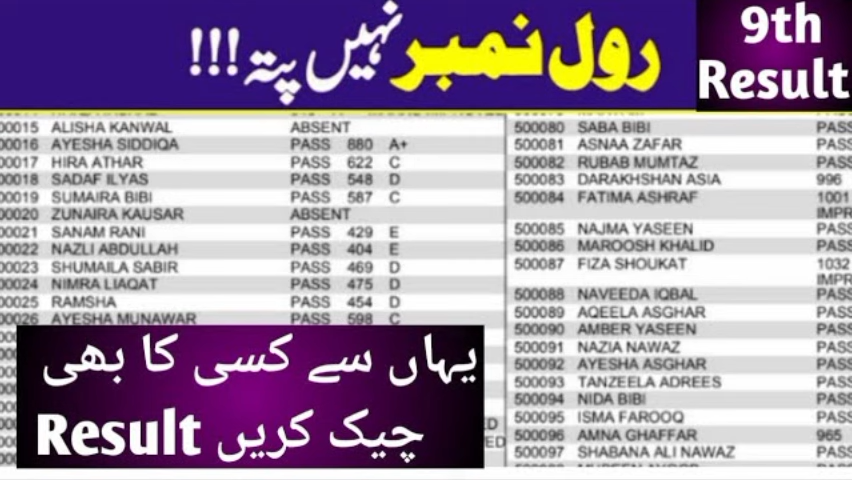 رول نمبر نہیں پتہ !!!
9th
Result
00015 ALISHA KANWAL ABSENT
00016 AYESHA SIDDIQA PASS 880 A+
00017 HIRA ATHAR PASS 622 C
00018 SADAF ILYAS PASS 548 D
00019 SUMAIRA BIBI PASS 587 C
00020 ZUNAIRA KAUSAR ABSENT
00021 SANAM RANI PASS 429 E
00022 NAZLI ABDULLAH PASS 404 E
00023 SHUMAILA SABIR PASS 469 D
00024 NIMRA LIAQAT PASS 475 D
00025 RAMSHA PASS 454 D
00026 AYESHA MUNAWAR PASS 598 C
500080 SABA BIBI PASS
500081 ASNAA ZAFAR PASS
500082 RUBAB MUMTAZ PASS
500083 DARAKHSHAN ASIA 996
500084 FATIMA ASHRAF 1001
IMPR
500085 NAJMA YASEEN PASS
500086 MAROOSH KHALID PASS
500087 FIZA SHOUKAT 1032
IMPR
500088 NAVEEDA IQBAL PASS
500089 AQEELA ASGHAR PASS
500090 AMBER YASEEN PASS
500091 NAZIA NAWAZ PASS
500092 AYESHA ASGHAR PASS
500093 TANZEELA ADREES PASS
500094 NIDA BIBI PASS
500095 ISMA FAROOQ PASS
500096 AMNA GHAFFAR 965
500097 SHABANA ALI NAWAZ PASS
یہاں سے کسی کا بھی
Result چیک کریں